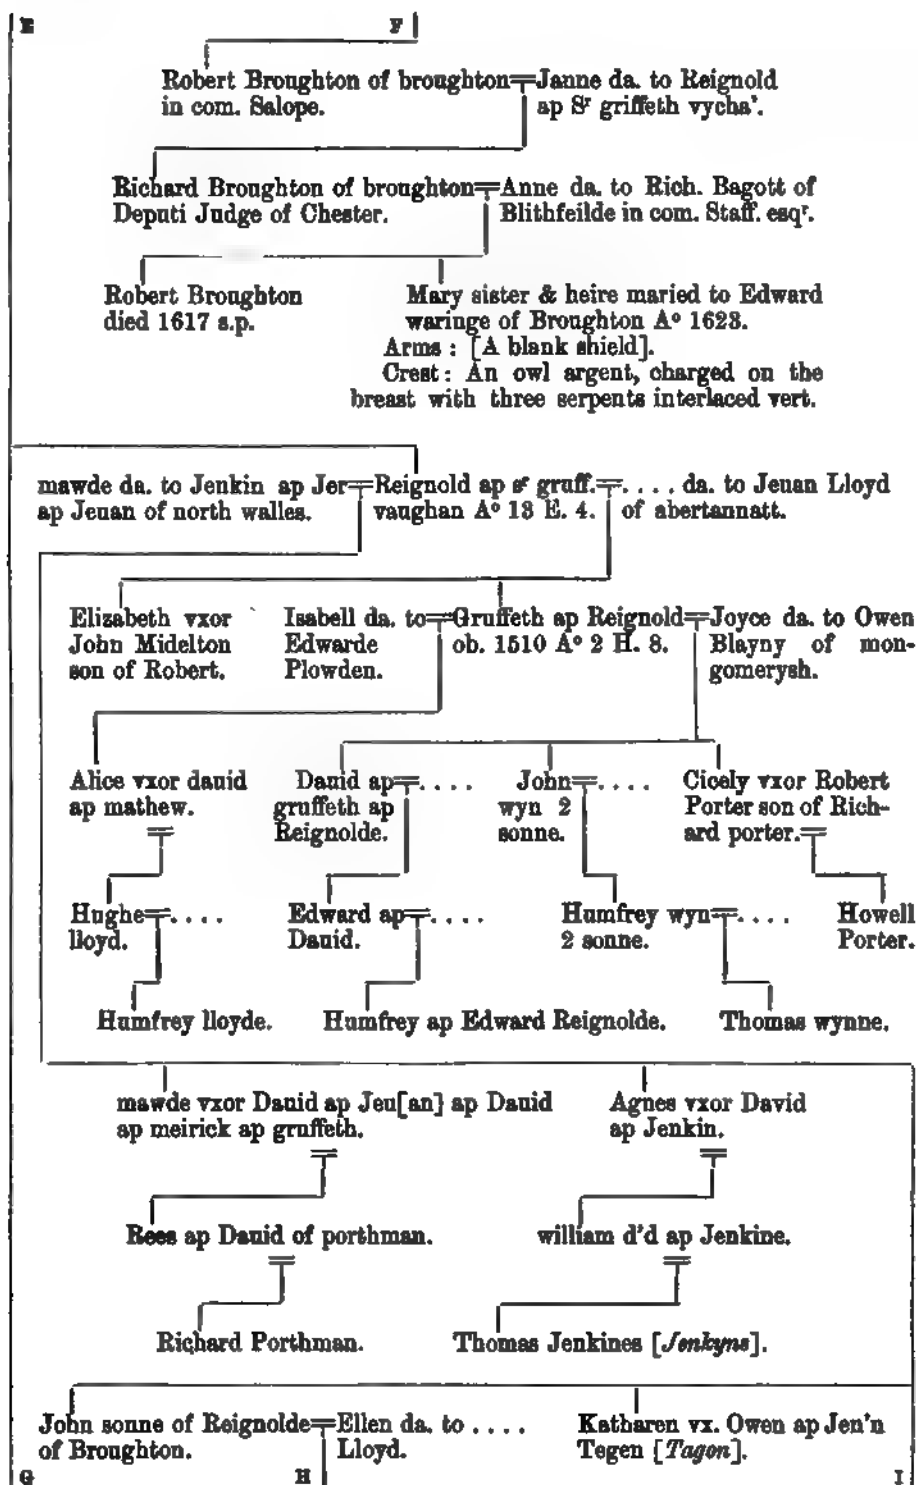 E F
Robert Broughton of broughton=Janne da. to Reignold
in com. Salope. ap Sr griffeth vycha'.
Richard Broughton of broughton=Anne da. to Rich. Bagott of
Deputi Judge of Chester. Blithfeilde in com. Staff. esqr.
Robert Broughton Mary sister & heire maried to Edward
died 1617 s.p. waringe of Broughton Ao 1623.
Arms : [A blank shield].
Crest : An owl argent, charged on the
breast with three serpents interlaced vert.
mawde da. to Jenkin ap Jer=Reignold ap sr gruff.=.... da. to Jeuan Lloyd
ap Jeuan of north walles. vaughan Ao 13 E. 4. of abertannatt.
Elizabeth vxor Isabell da. to=Gruffeth ap Reignold=Joyce da. to Owen
John Midelton Edwarde ob. 1510 Ao 2 H. 8. Blayny of mon-
son of Robert. Plowden. gomerysh.
Alice vxor dauid Dauid ap=.... John=.... Cicely vxor Robert
ap mathew. gruffeth ap wyn 2 Porter son of Rich-
Reignolde. sonne. ard porter.=
Hughe=.... Edward ap=.... Humfrey wyn=.... Howell
lloyd. Dauid. 2 sonne. Porter.
Humfrey lloyde. Humfrey ap Edward Reignolde. Thomas wynne.
mawde vxor Dauid ap Jeu[an] ap Dauid Agnes vxor David
ap meirick ap gruffeth. ap Jenkin.
Rees ap Dauid of porthman. william d'd ap Jenkine.
Richard Porthman. Thomas Jenkines [Jenkyns].
John sonne of Reignolde=Ellen da. to .... Katharen vx. Owen ap Jen'n
of Broughton. Lloyd. Tegen [Tagon].
G H I